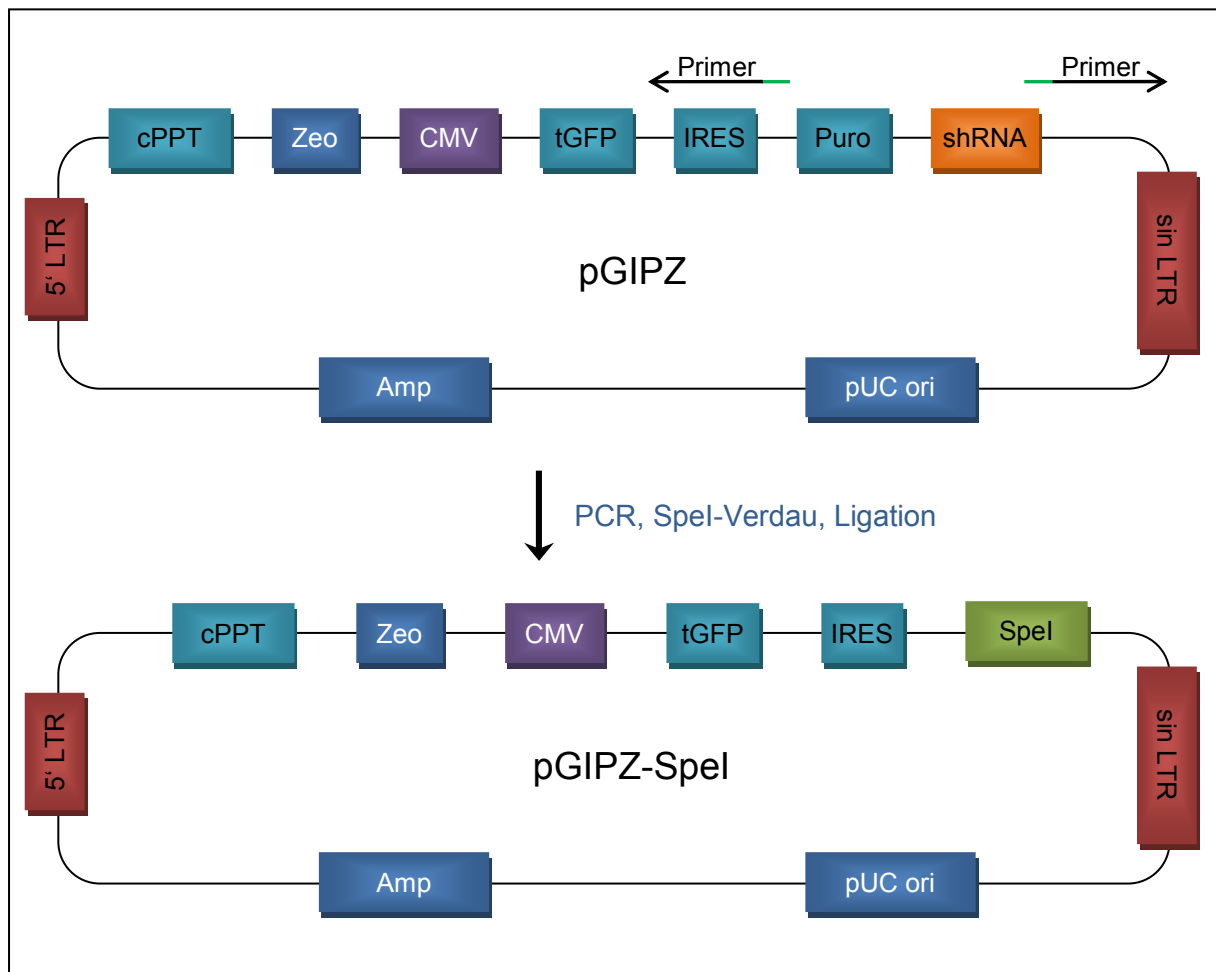 Primer Primer
cPPT Zeo CMV tGFP IRES Puro shRNA
5‘ LTR
sin LTR
pGIPZ
Amp pUC ori
PCR, SpeI-Verdau, Ligation
cPPT Zeo CMV tGFP IRES SpeI
5‘ LTR
sin LTR
pGIPZ-SpeI
Amp pUC ori